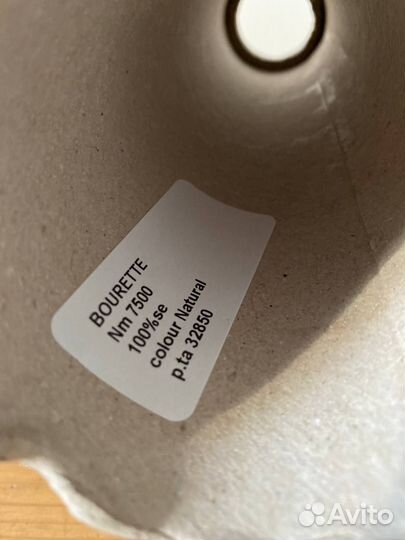 BOURETTE
Nm 7500
100%se
colour Natural
p.ta 32850
Avito